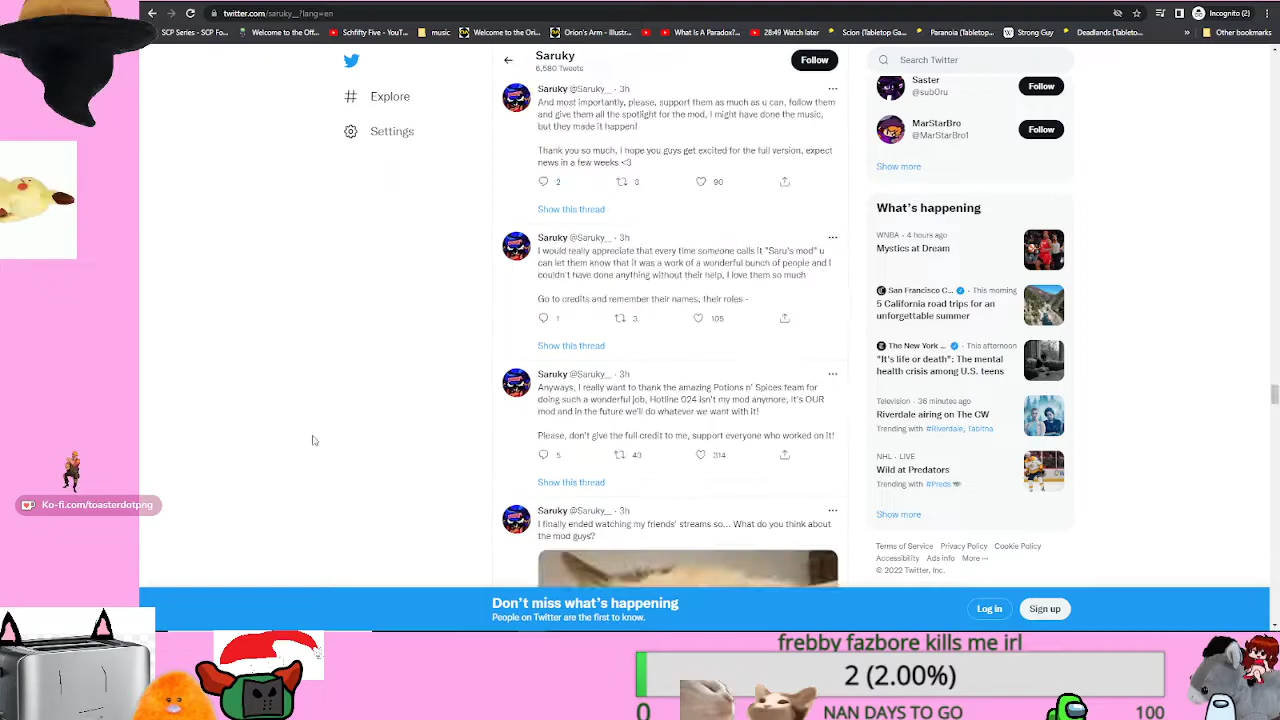 twitter.com/saruky__?lang=en
Incognito (2)
SCP Series - SCP Fo...
Welcome to the Off...
Schfifty Five - YouT...
music
Welcome to the Ori...
Orion's Arm - Illustr...
What Is A Paradox?...
28:49 Watch later
Scion (Tabletop Ga...
Paranoia (Tabletop...
Strong Guy
Deadlands (Tableto...
»
Other bookmarks
Explore
Settings
Saruky
6,580 Tweets
Follow
Saruky @Saruky__ · 3h
And most importantly, please, support them as much as u can, follow them
and give them all the spotlight for the mod, I might have done the music,
but they made it happen!
Thank you so much, I hope you guys get excited for the full version, expect
news in a few weeks <3
2 3 90
Show this thread
Saruky @Saruky__ · 3h
I would really appreciate that every time someone calls it "Saru's mod" u
can let them know that it was a work of a wonderful bunch of people and I
couldn't have done anything without their help, I love them so much
Go to credits and remember their names, their roles -
1 3 105
Show this thread
Saruky @Saruky__ · 3h
Anyways, I really want to thank the amazing Potions n' Spices team for
doing such a wonderful job, Hotline 024 isn't my mod anymore, it's OUR
mod and in the future we'll do whatever we want with it!
Please, don't give the full credit to me, support everyone who worked on it!
5 43 314
Show this thread
Saruky @Saruky__ · 3h
I finally ended watching my friends' streams so... What do you think about
the mod guys?
Search Twitter
Saster
@sub0ru
Follow
MarStarBro
@MarStarBro1
Follow
Show more
What's happening
WNBA · 4 hours ago
Mystics at Dream
San Francisco C... · This morning
5 California road trips for an
unforgettable summer
The New York ... · This afternoon
"It's life or death": The mental
health crisis among U.S. teens
Television · 36 minutes ago
Riverdale airing on The CW
Trending with #Riverdale, Tabitha
NHL · LIVE
Wild at Predators
Trending with #Preds
Show more
Terms of Service Privacy Policy Cookie Policy
Accessibility Ads info More ···
© 2022 Twitter, Inc.
Don't miss what's happening
People on Twitter are the first to know.
Log in
Sign up
Ko-fi.com/toasterdotpng
frebby fazbore kills me irl
2 (2.00%)
0 NAN DAYS TO GO 100